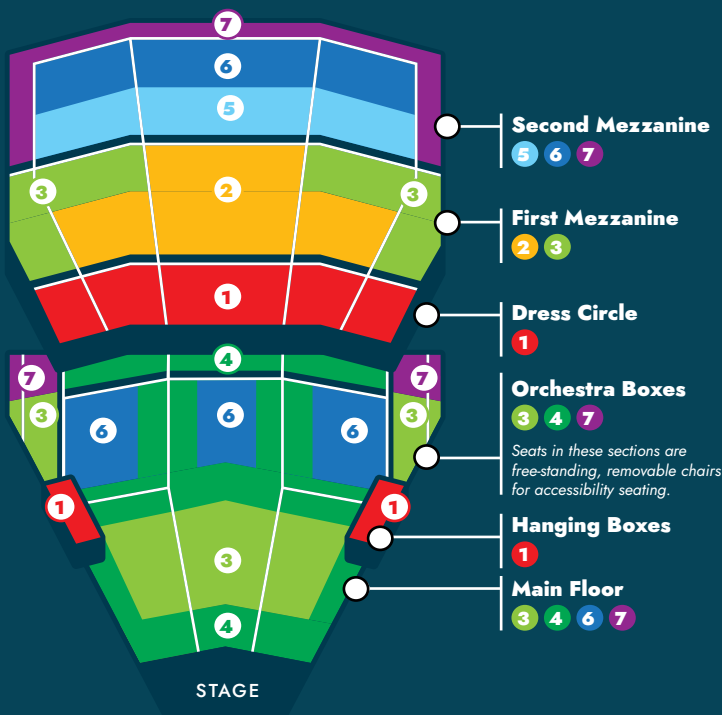 7
6
5
3
2
3
1
4
7
7
3
6
6
6
3
1
1
3
4
STAGE
Second Mezzanine
5 6 7
First Mezzanine
2 3
Dress Circle
1
Orchestra Boxes
3 4 7
Seats in these sections are
free-standing, removable chairs
for accessibility seating.
Hanging Boxes
1
Main Floor
3 4 6 7